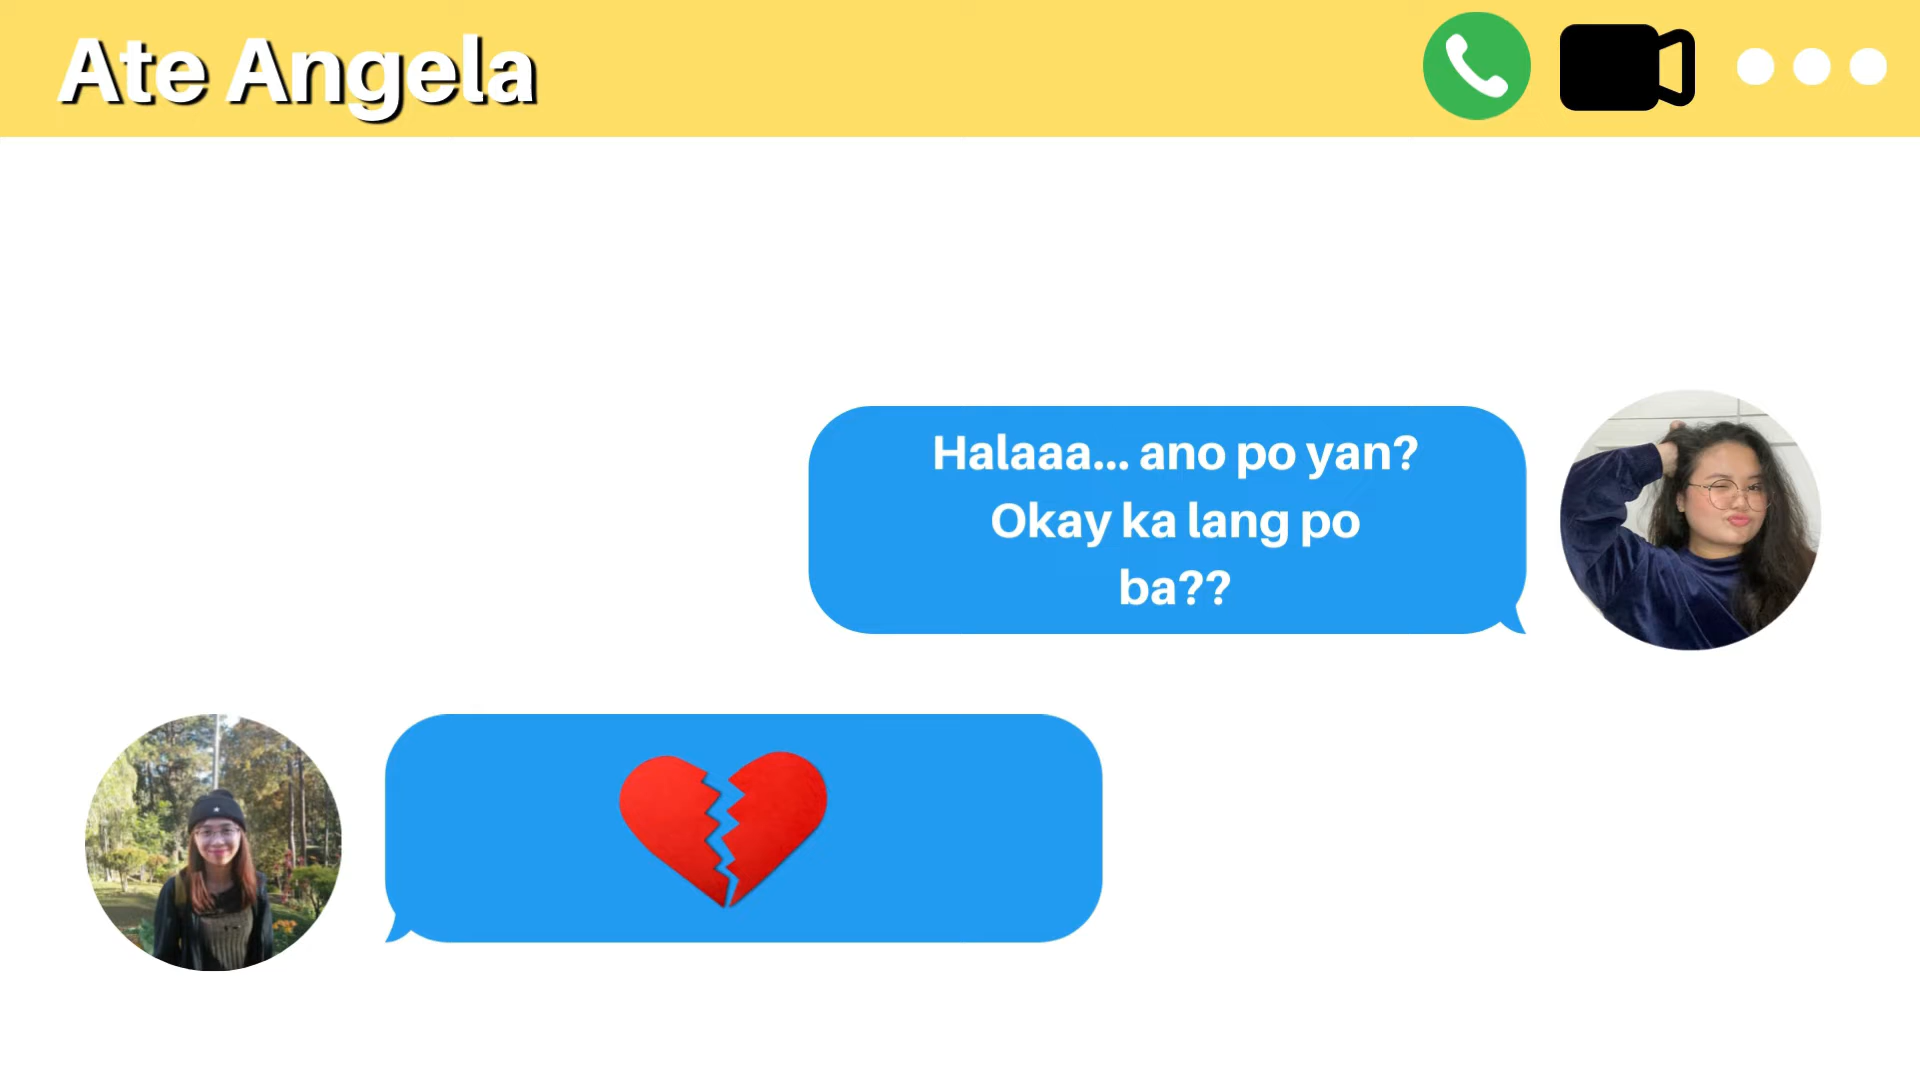 Ate Angela
Halaaa... ano po yan?
Okay ka lang po
ba??